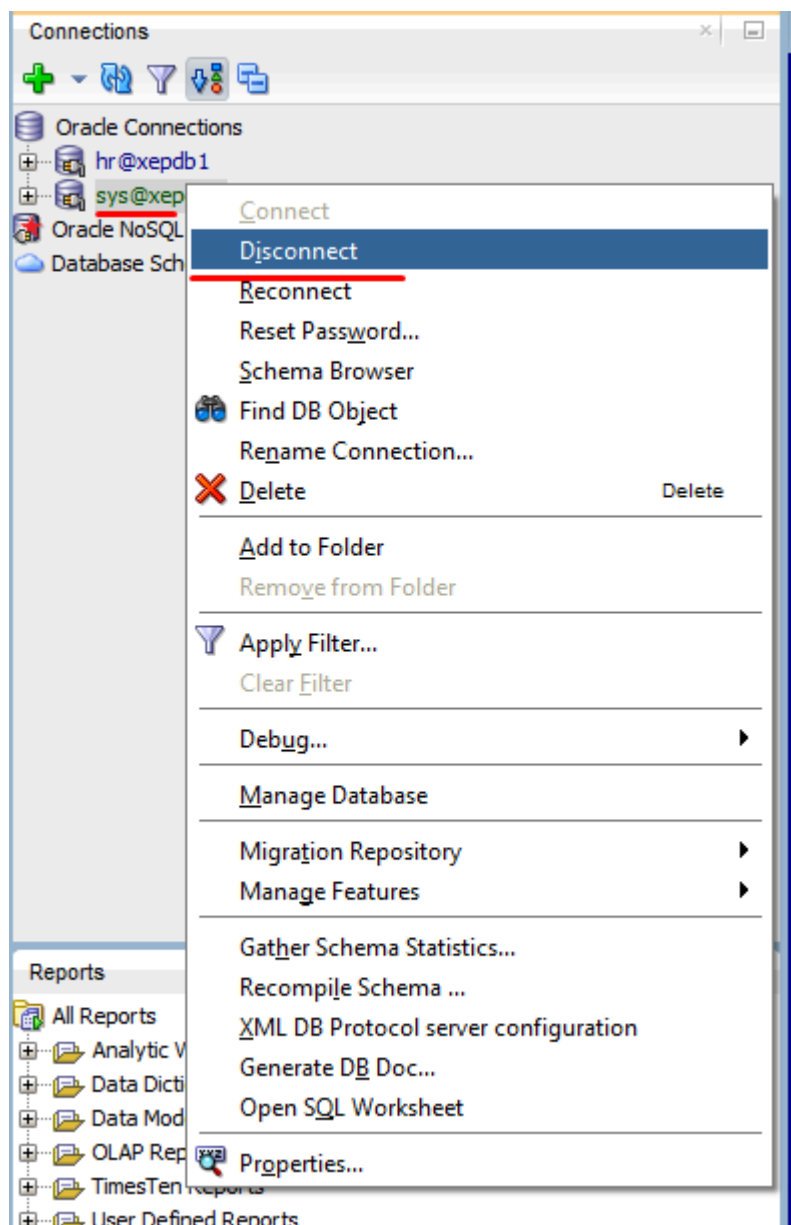 Connections
Oracle Connections
hr@xepdb1
sys@xep
Oracle NoSQL
Database Sch
Connect
Disconnect
Reconnect
Reset Password...
Schema Browser
Find DB Object
Rename Connection...
Delete Delete
Add to Folder
Remove from Folder
Apply Filter...
Clear Filter
Debug...
Manage Database
Migration Repository
Manage Features
Gather Schema Statistics...
Recompile Schema ...
XML DB Protocol server configuration
Generate DB Doc...
Open SQL Worksheet
Properties...
Reports
All Reports
Analytic V
Data Dicti
Data Mod
OLAP Rep
TimesTen Reports
User Defined Reports